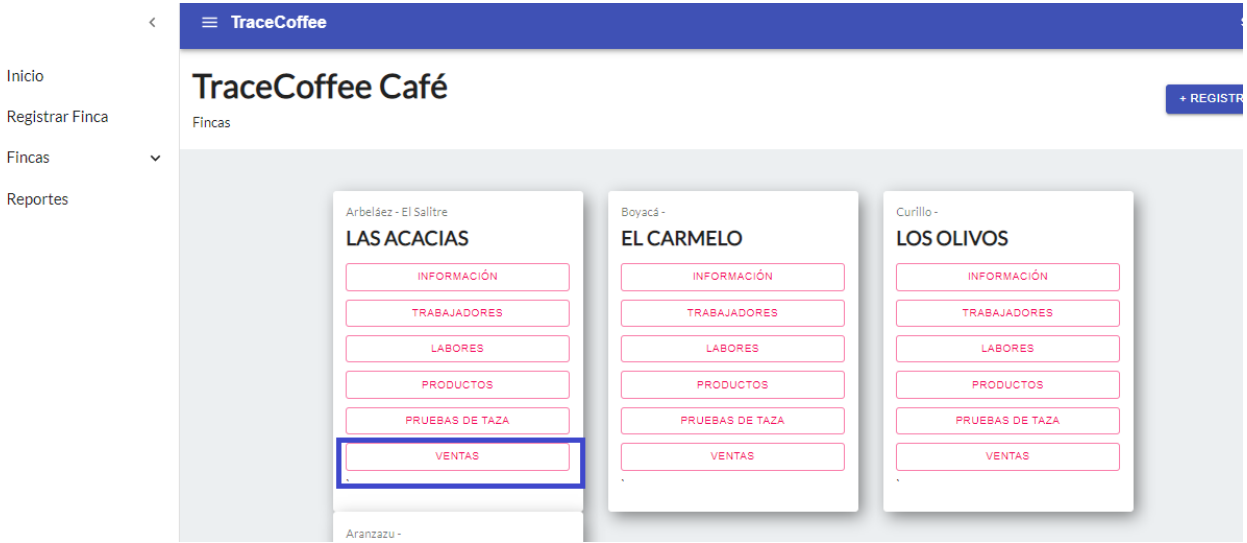 TraceCoffee
Inicio
Registrar Finca
Fincas
Reportes
TraceCoffee Café
Fincas
+ REGISTR
Arbeláez - El Salitre
LAS ACACIAS
INFORMACIÓN
TRABAJADORES
LABORES
PRODUCTOS
PRUEBAS DE TAZA
VENTAS
`
Boyacá -
EL CARMELO
INFORMACIÓN
TRABAJADORES
LABORES
PRODUCTOS
PRUEBAS DE TAZA
VENTAS
`
Curillo -
LOS OLIVOS
INFORMACIÓN
TRABAJADORES
LABORES
PRODUCTOS
PRUEBAS DE TAZA
VENTAS
`
Aranzazu -